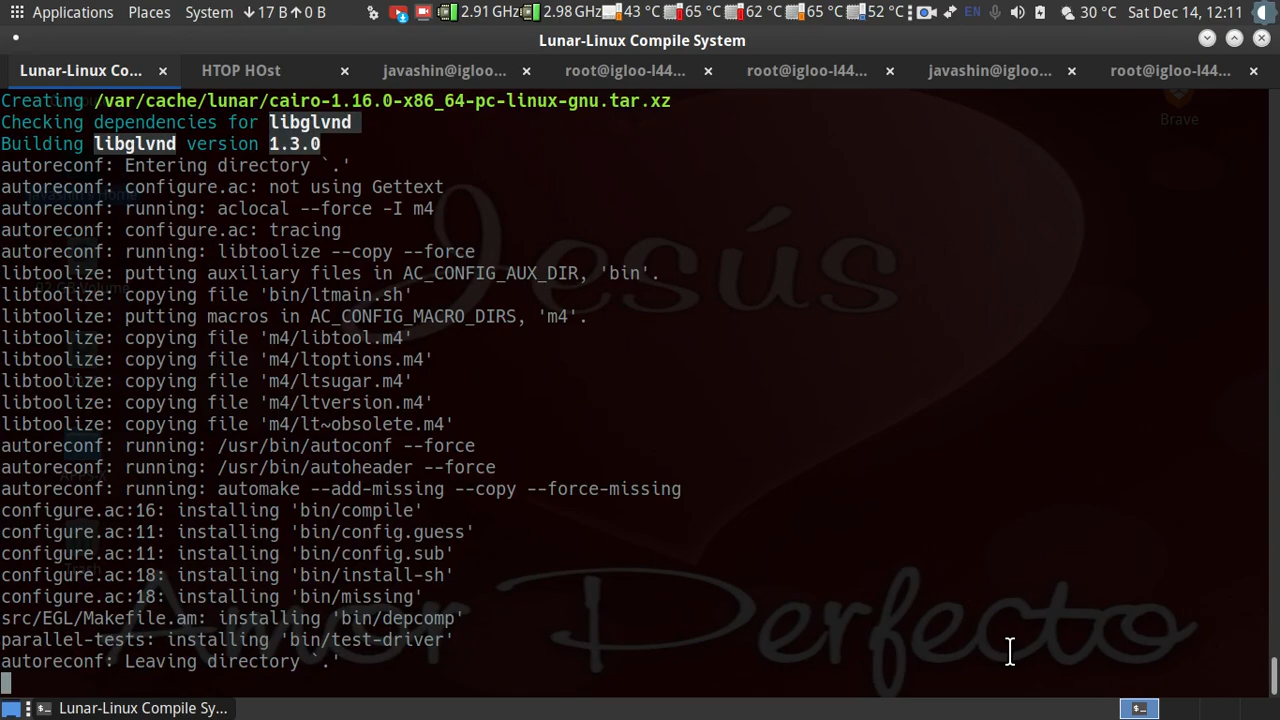 Applications Places System 17 B 0 B 2.91 GHz 2.98 GHz 43 °C 65 °C 62 °C 65 °C 52 °C EN 30 °C Sat Dec 14, 12:11
Lunar-Linux Compile System
Lunar-Linux Co... HTOP HOst javashin@igloo... root@igloo-l44... root@igloo-l44... javashin@igloo... root@igloo-l44...
Creating /var/cache/lunar/cairo-1.16.0-x86_64-pc-linux-gnu.tar.xz
Checking dependencies for libglvnd
Building libglvnd version 1.3.0
autoreconf: Entering directory `.'
autoreconf: configure.ac: not using Gettext
autoreconf: running: aclocal --force -I m4
autoreconf: configure.ac: tracing
autoreconf: running: libtoolize --copy --force
libtoolize: putting auxiliary files in AC_CONFIG_AUX_DIR, 'bin'.
libtoolize: copying file 'bin/ltmain.sh'
libtoolize: putting macros in AC_CONFIG_MACRO_DIRS, 'm4'.
libtoolize: copying file 'm4/libtool.m4'
libtoolize: copying file 'm4/ltoptions.m4'
libtoolize: copying file 'm4/ltsugar.m4'
libtoolize: copying file 'm4/ltversion.m4'
libtoolize: copying file 'm4/lt~obsolete.m4'
autoreconf: running: /usr/bin/autoconf --force
autoreconf: running: /usr/bin/autoheader --force
autoreconf: running: automake --add-missing --copy --force-missing
configure.ac:16: installing 'bin/compile'
configure.ac:11: installing 'bin/config.guess'
configure.ac:11: installing 'bin/config.sub'
configure.ac:18: installing 'bin/install-sh'
configure.ac:18: installing 'bin/missing'
src/EGL/Makefile.am: installing 'bin/depcomp'
parallel-tests: installing 'bin/test-driver'
autoreconf: Leaving directory `.'
Brave
javashin's Home
Trash
Jesús
Amor Perfecto
Lunar-Linux Compile Sy...